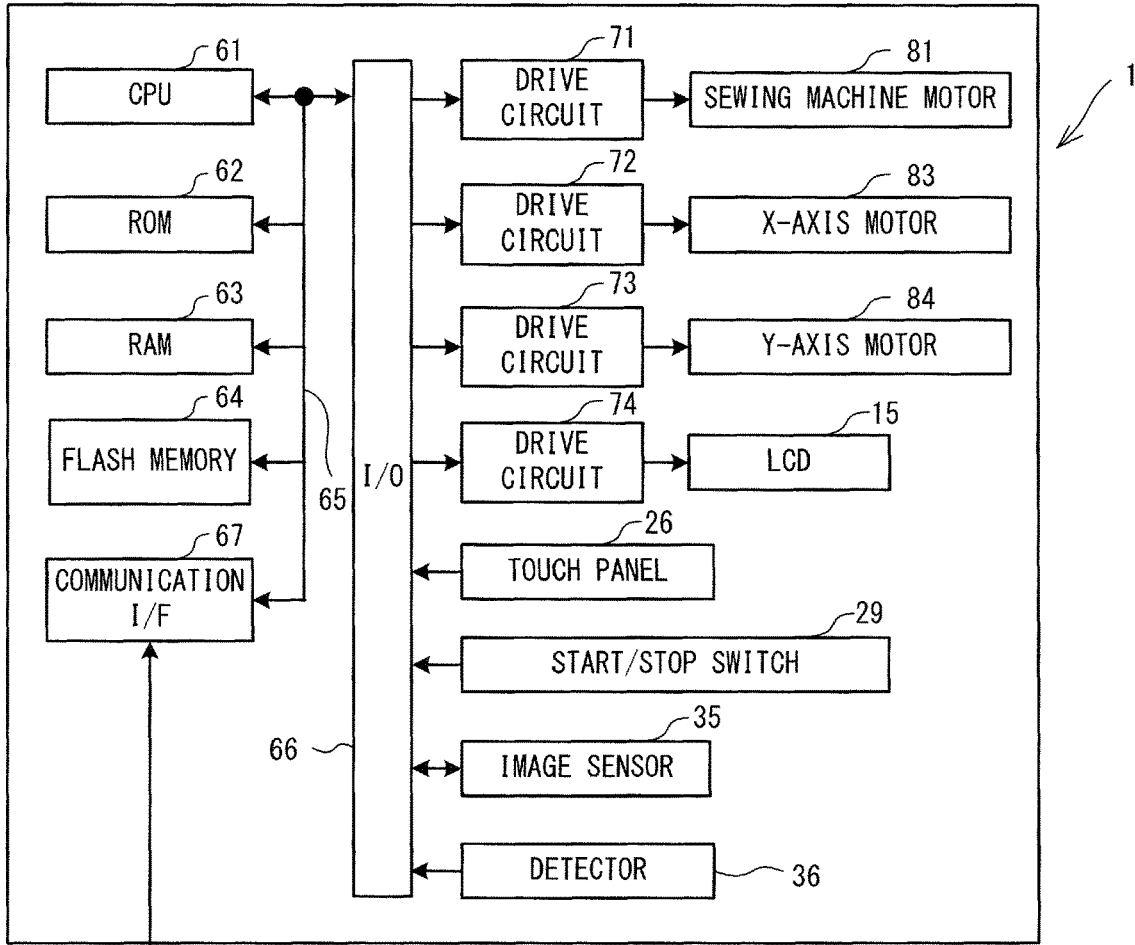 1
61
CPU
62
ROM
63
RAM
64
FLASH MEMORY
67
COMMUNICATION
I/F
65
66
I/O
71
DRIVE
CIRCUIT
81
SEWING MACHINE MOTOR
72
DRIVE
CIRCUIT
83
X-AXIS MOTOR
73
DRIVE
CIRCUIT
84
Y-AXIS MOTOR
74
DRIVE
CIRCUIT
15
LCD
26
TOUCH PANEL
29
START/STOP SWITCH
35
IMAGE SENSOR
DETECTOR
36